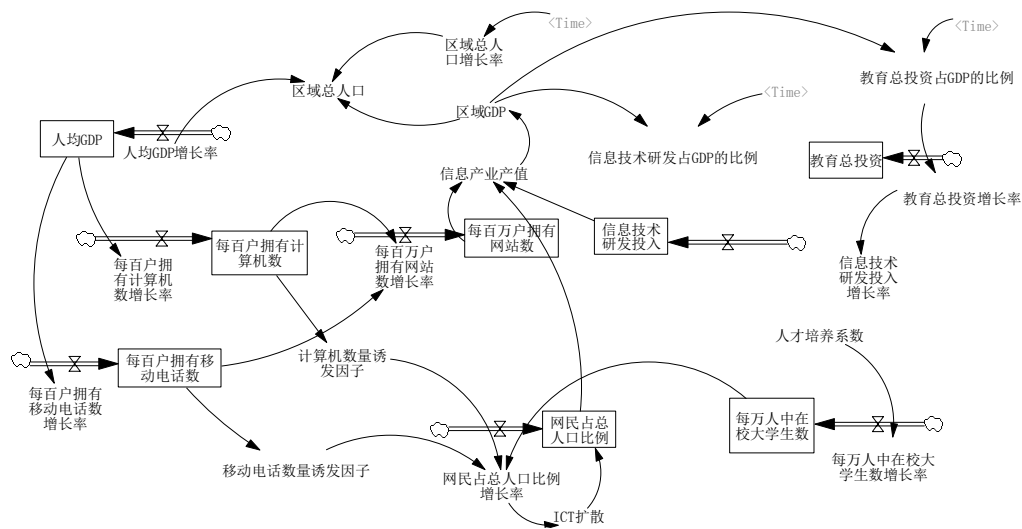 <Time>
<Time>
区域总人
口增长率
教育总投资占GDP的比例
区域总人口
<Time>
区域GDP
人均GDP
人均GDP增长率
信息技术研发占GDP的比例
教育总投资
信息产业产值
教育总投资增长率
每百户拥有计
算机数
每百万户拥有
网站数
信息技术
研发投入
每百户拥
有计算机
数增长率
每百万户
拥有网站
数增长率
信息技术
研发投入
增长率
人才培养系数
每百户拥有移
动电话数
计算机数量诱
发因子
每百户拥有
移动电话数
增长率
网民占总
人口比例
每万人中在
校大学生数
移动电话数量诱发因子
网民占总人口比例
增长率
每万人中在校大
学生数增长率
ICT扩散